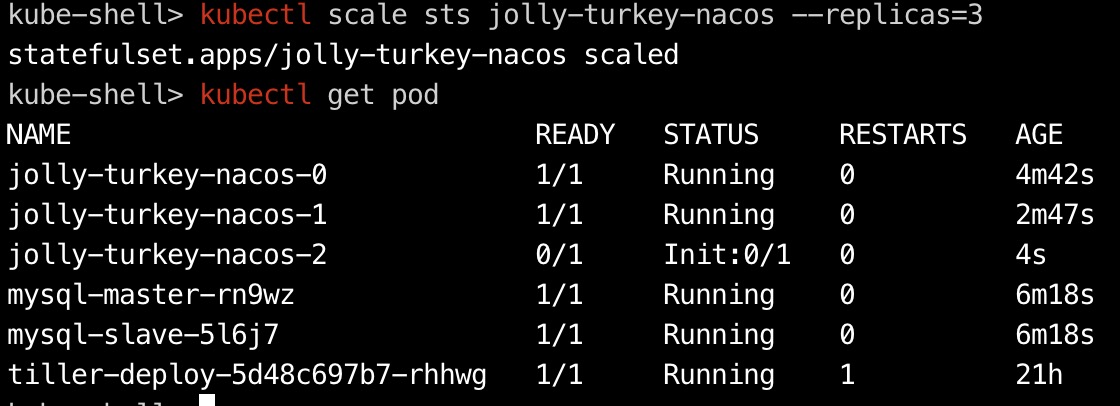 kube-shell> kubectl scale sts jolly-turkey-nacos --replicas=3
statefulset.apps/jolly-turkey-nacos scaled
kube-shell> kubectl get pod
NAME READY STATUS RESTARTS AGE
jolly-turkey-nacos-0 1/1 Running 0 4m42s
jolly-turkey-nacos-1 1/1 Running 0 2m47s
jolly-turkey-nacos-2 0/1 Init:0/1 0 4s
mysql-master-rn9wz 1/1 Running 0 6m18s
mysql-slave-5l6j7 1/1 Running 0 6m18s
tiller-deploy-5d48c697b7-rhhwg 1/1 Running 1 21h
kube-shell>